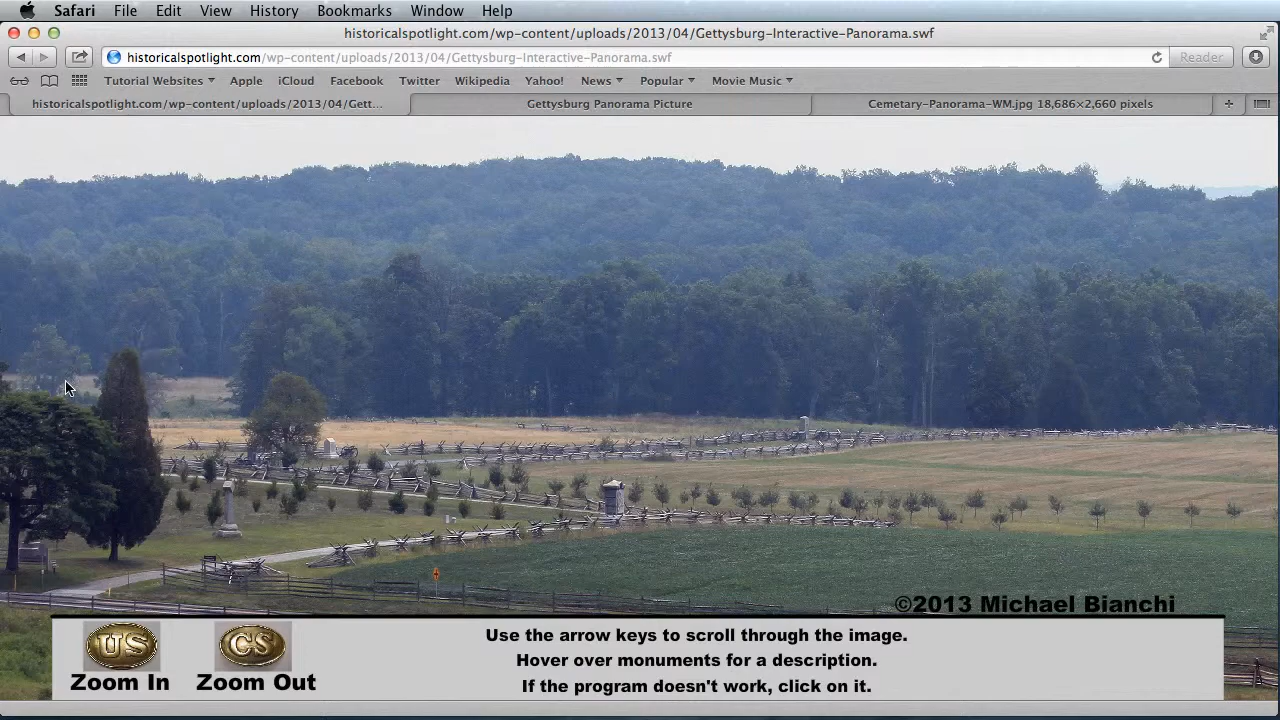 Safari File Edit View History Bookmarks Window Help
historicalspotlight.com/wp-content/uploads/2013/04/Gettysburg-Interactive-Panorama.swf
historicalspotlight.com/wp-content/uploads/2013/04/Gettysburg-Interactive-Panorama.swf Reader
Tutorial Websites Apple iCloud Facebook Twitter Wikipedia Yahoo! News Popular Movie Music
historicalspotlight.com/wp-content/uploads/2013/04/Gett... Gettysburg Panorama Picture Cemetary-Panorama-WM.jpg 18,686×2,660 pixels +
©2013 Michael Bianchi
US CS
Zoom In Zoom Out
Use the arrow keys to scroll through the image.
Hover over monuments for a description.
If the program doesn't work, click on it.